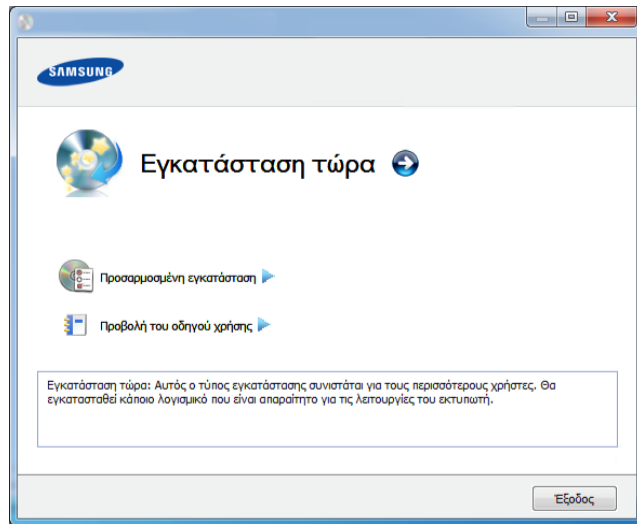 SAMSUNG
Εγκατάσταση τώρα
Προσαρμοσμένη εγκατάσταση
Προβολή του οδηγού χρήσης
Εγκατάσταση τώρα: Αυτός ο τύπος εγκατάστασης συνιστάται για τους περισσότερους χρήστες. Θα
εγκατασταθεί κάποιο λογισμικό που είναι απαραίτητο για τις λειτουργίες του εκτυπωτή.
Έξοδος